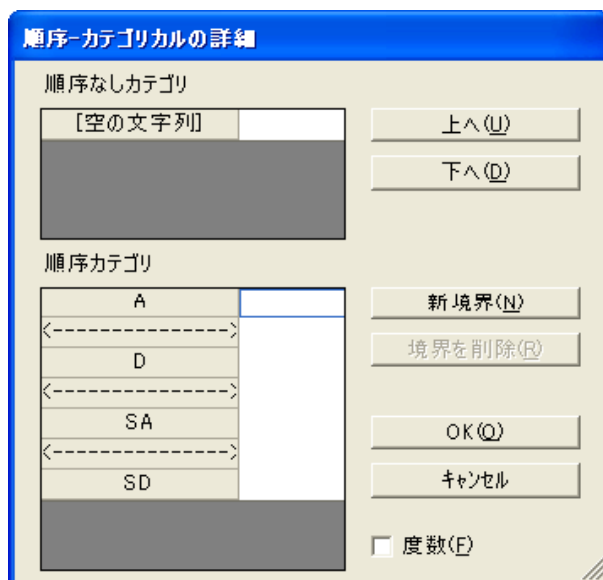 順序-カテゴリカルの詳細
順序なしカテゴリ
[空の文字列]
上へ(U)
下へ(D)
順序カテゴリ
A
<--------------->
D
<--------------->
SA
<--------------->
SD
新境界(N)
境界を削除(R)
OK(O)
キャンセル
度数(F)